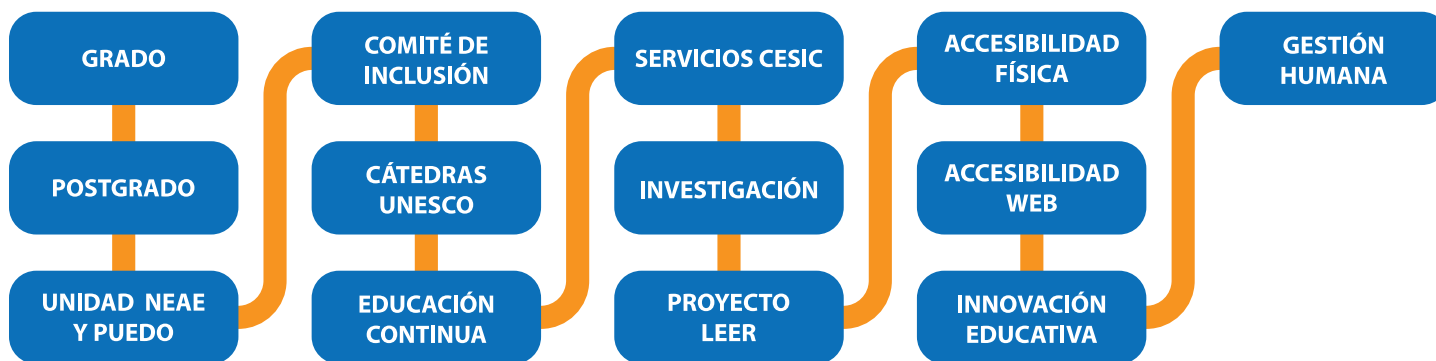 GRADO
POSTGRADO
UNIDAD NEAE
Y PUEDO
COMITÉ DE
INCLUSIÓN
CÁTEDRAS
UNESCO
EDUCACIÓN
CONTINUA
SERVICIOS CESIC
INVESTIGACIÓN
PROYECTO
LEER
ACCESIBILIDAD
FÍSICA
ACCESIBILIDAD
WEB
INNOVACIÓN
EDUCATIVA
GESTIÓN
HUMANA